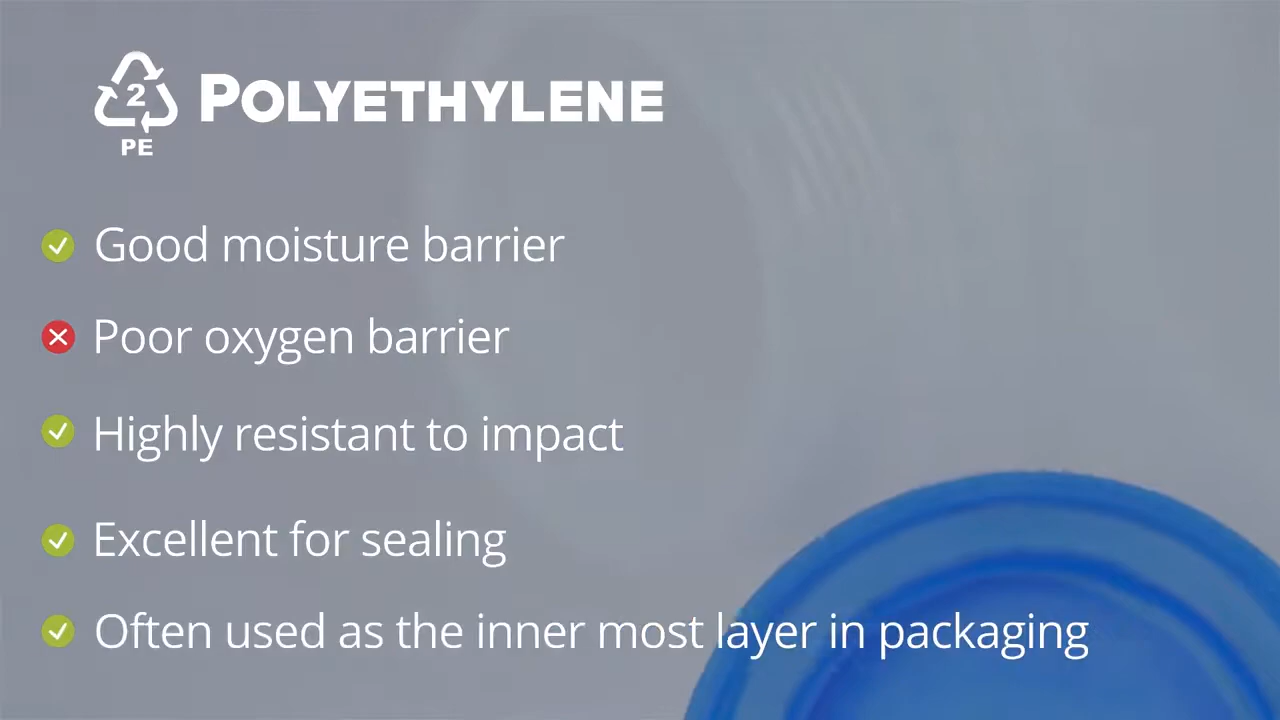 2
PE
POLYETHYLENE
Good moisture barrier
Poor oxygen barrier
Highly resistant to impact
Excellent for sealing
Often used as the inner most layer in packaging